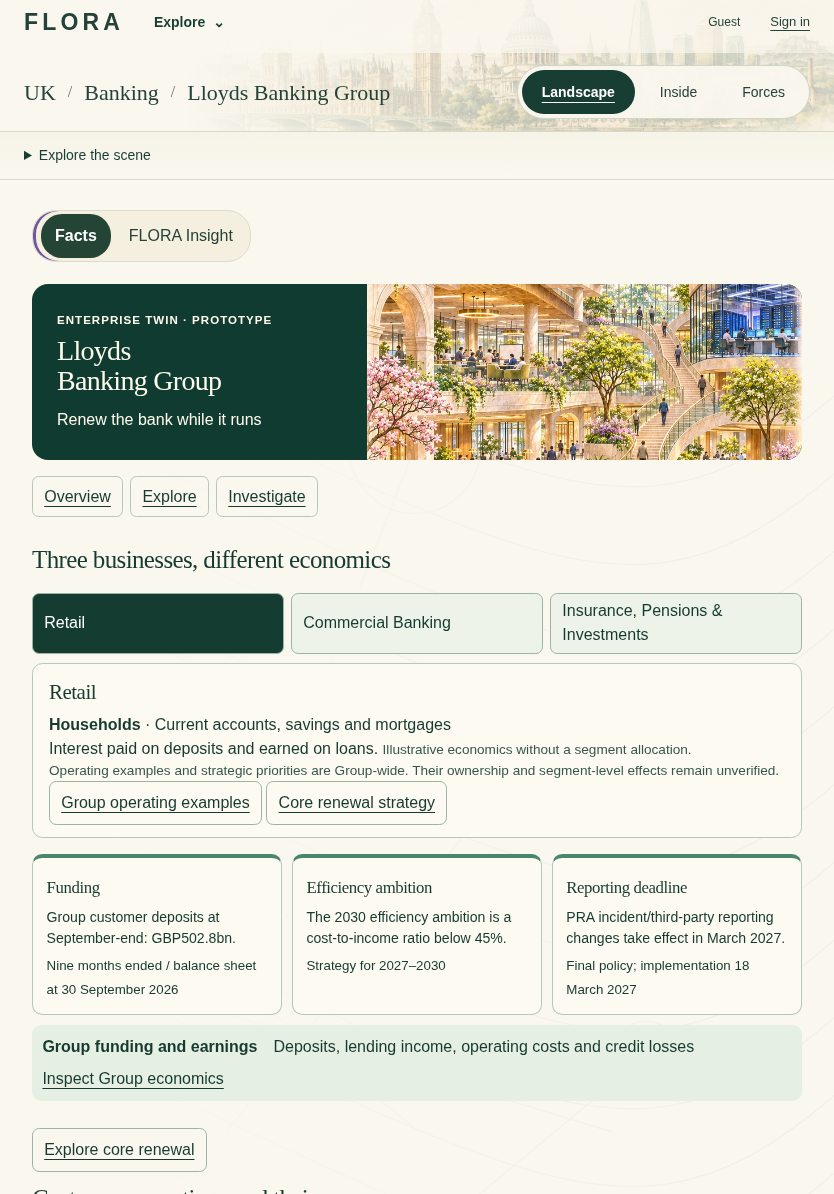 FLORA
Explore
Guest
Sign in
UK / Banking / Lloyds Banking Group
Landscape
Inside
Forces
Explore the scene
Facts
FLORA Insight
ENTERPRISE TWIN · PROTOTYPE
Lloyds
Banking Group
Renew the bank while it runs
Overview
Explore
Investigate
Three businesses, different economics
Retail
Commercial Banking
Insurance, Pensions &
Investments
Retail
Households · Current accounts, savings and mortgages
Interest paid on deposits and earned on loans. Illustrative economics without a segment allocation.
Operating examples and strategic priorities are Group-wide. Their ownership and segment-level effects remain unverified.
Group operating examples
Core renewal strategy
Funding
Group customer deposits at
September-end: GBP502.8bn.
Nine months ended / balance sheet
at 30 September 2026
Efficiency ambition
The 2030 efficiency ambition is a
cost-to-income ratio below 45%.
Strategy for 2027–2030
Reporting deadline
PRA incident/third-party reporting
changes take effect in March 2027.
Final policy; implementation 18
March 2027
Group funding and earnings Deposits, lending income, operating costs and credit losses
Inspect Group economics
Explore core renewal